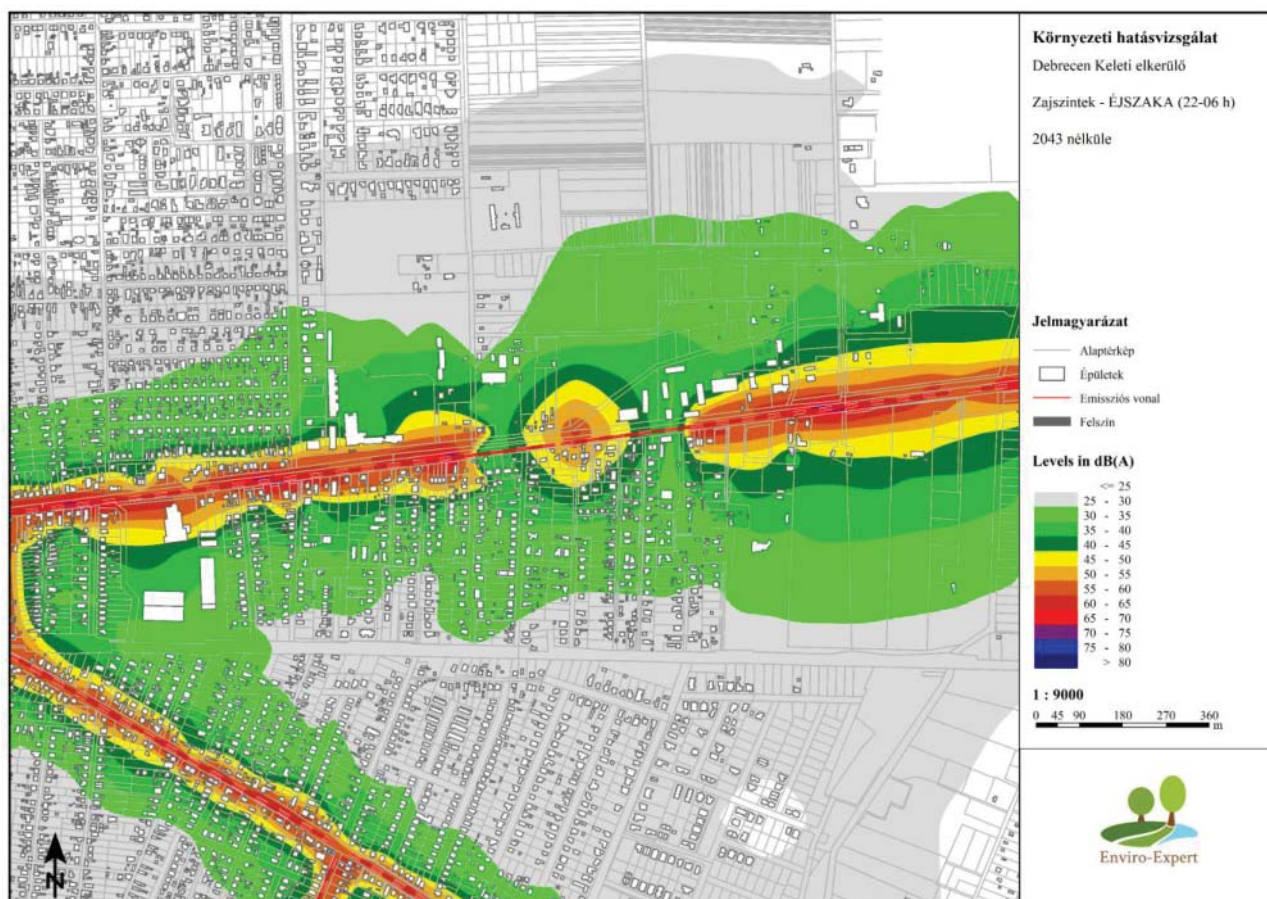 Környezeti hatásvizsgálat
Debrecen Keleti elkerülő
Zajszintek - ÉJSZAKA (22-06 h)
2043 nélküle
Jelmagyarázat
Alaptérkép
Épületek
Emissziós vonal
Felszín
Levels in dB(A)
<= 25
25 - 30
30 - 35
35 - 40
40 - 45
45 - 50
50 - 55
55 - 60
60 - 65
65 - 70
70 - 75
75 - 80
> 80
1 : 9000
0 45 90 180 270 360
m
Enviro-Expert
N